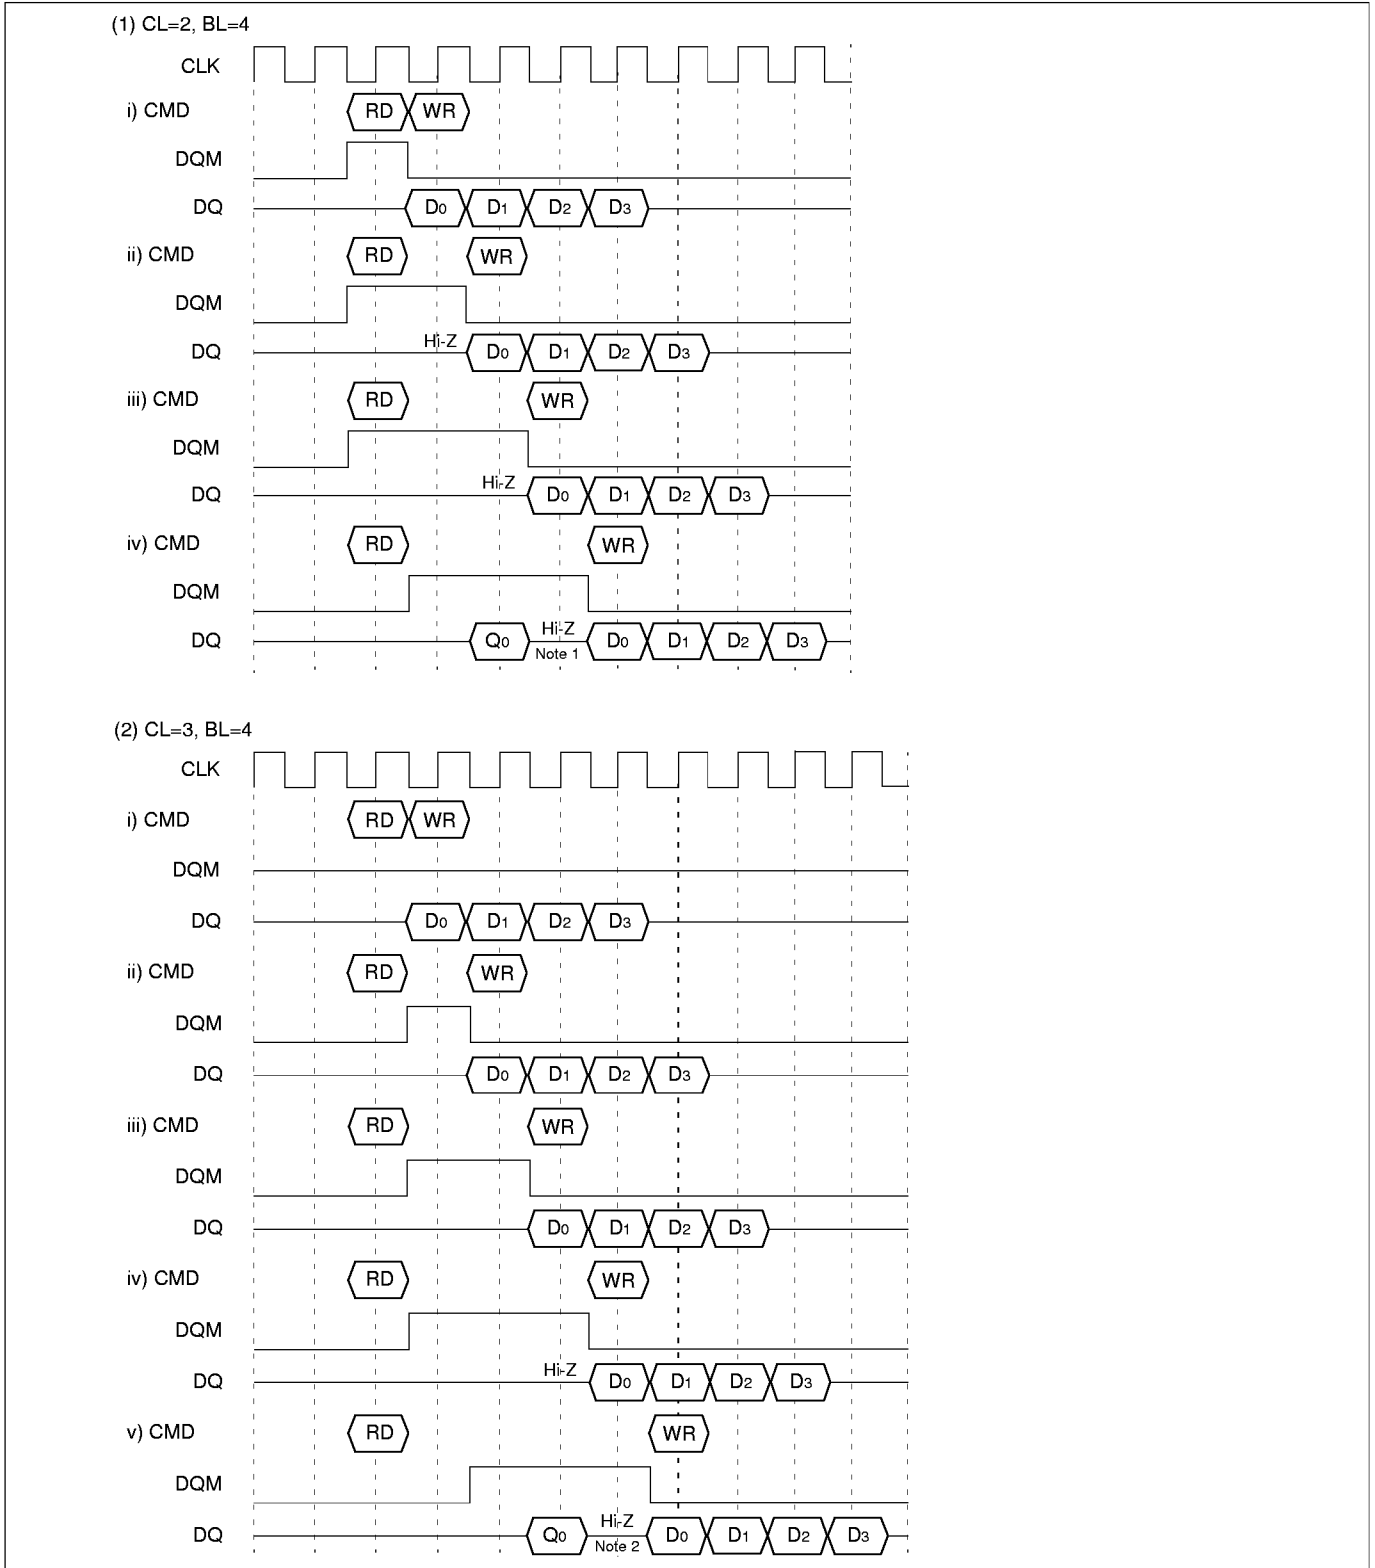 (1) CL=2, BL=4
CLK
i) CMD RD WR
DQM
DQ D0 D1 D2 D3
ii) CMD RD WR
DQM
Hi-Z
DQ D0 D1 D2 D3
iii) CMD RD WR
DQM
Hi-Z
DQ D0 D1 D2 D3
iv) CMD RD WR
DQM
Hi-Z
DQ Q0 D0 D1 D2 D3
Note 1
(2) CL=3, BL=4
CLK
i) CMD RD WR
DQM
DQ D0 D1 D2 D3
ii) CMD RD WR
DQM
DQ D0 D1 D2 D3
iii) CMD RD WR
DQM
DQ D0 D1 D2 D3
iv) CMD RD WR
DQM
Hi-Z
DQ D0 D1 D2 D3
v) CMD RD WR
DQM
Hi-Z
DQ Q0 D0 D1 D2 D3
Note 2